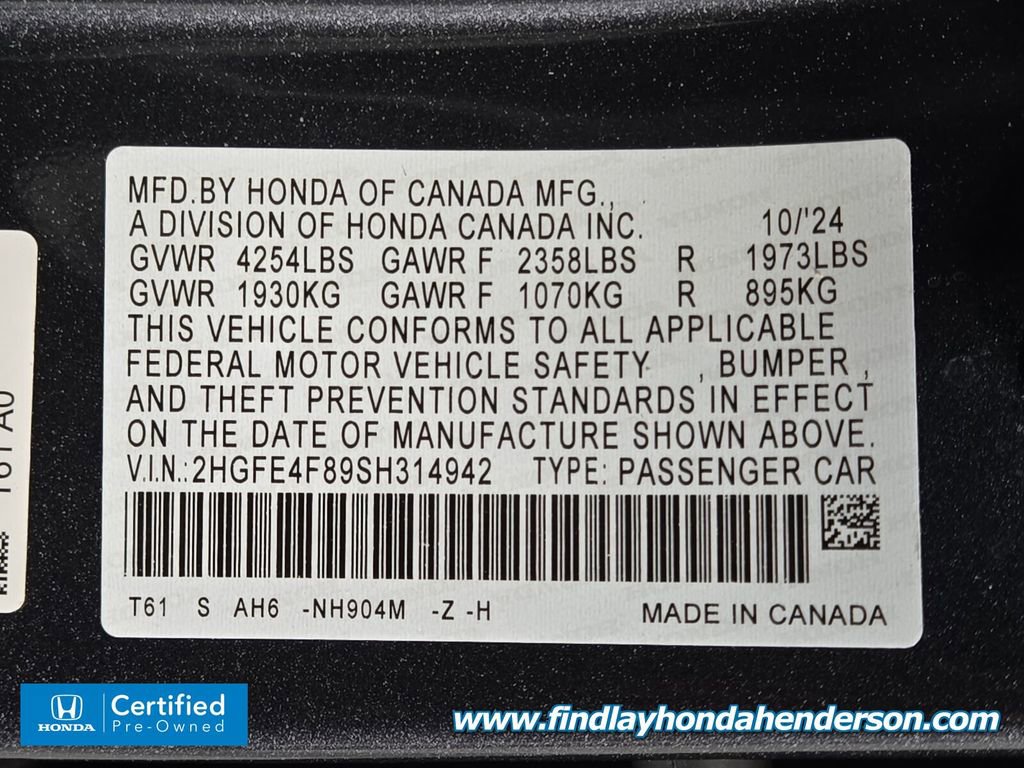 MFD.BY HONDA OF CANADA MFG.,
A DIVISION OF HONDA CANADA INC. 10/'24
GVWR 4254LBS GAWR F 2358LBS R 1973LBS
GVWR 1930KG GAWR F 1070KG R 895KG
THIS VEHICLE CONFORMS TO ALL APPLICABLE
FEDERAL MOTOR VEHICLE SAFETY , BUMPER ,
AND THEFT PREVENTION STANDARDS IN EFFECT
ON THE DATE OF MANUFACTURE SHOWN ABOVE.
V.I.N.:2HGFE4F89SH314942 TYPE: PASSENGER CAR
T61 S AH6 -NH904M -Z -H MADE IN CANADA
HONDA
Certified
Pre-Owned
www.findlayhondahenderson.com